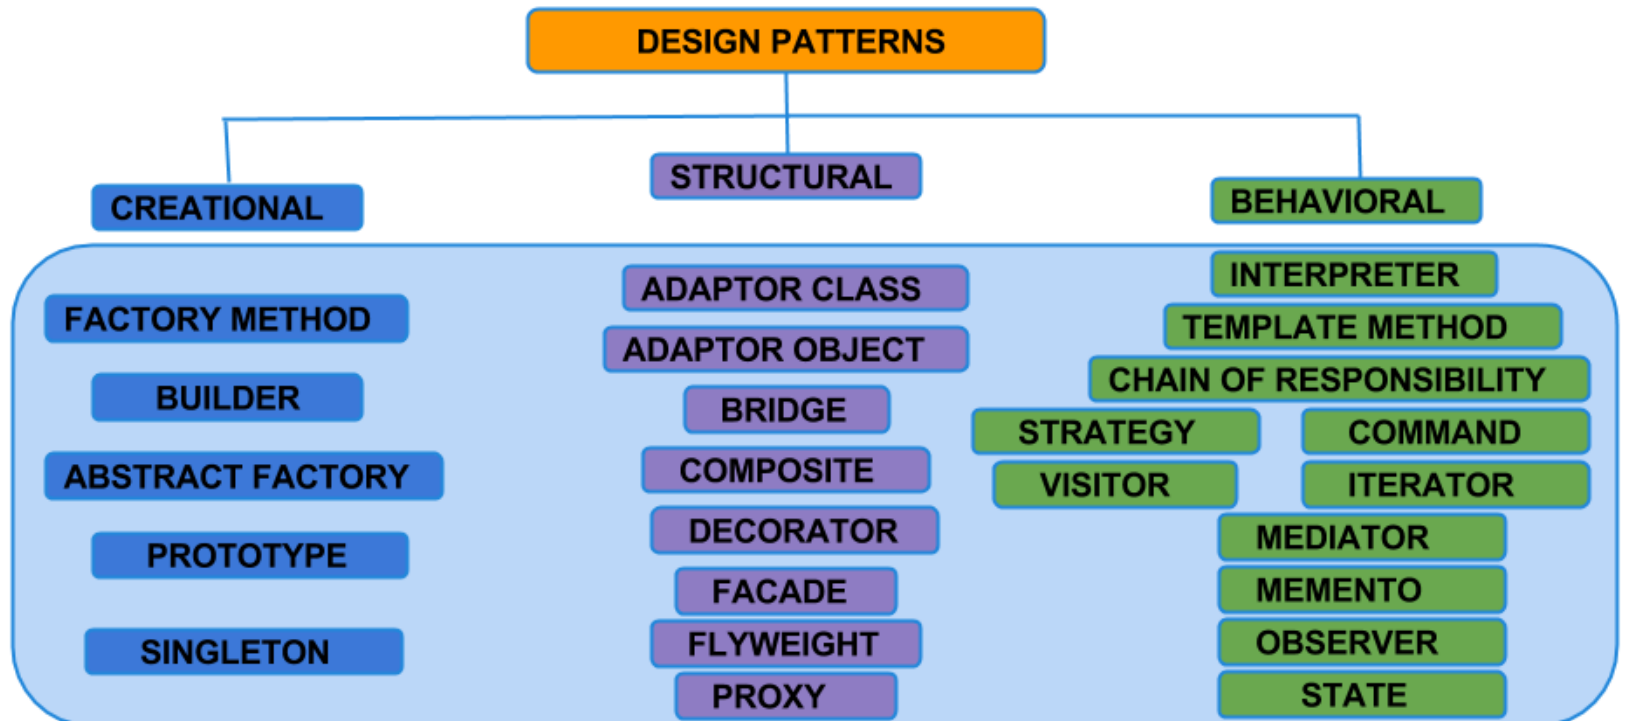 DESIGN PATTERNS
CREATIONAL
STRUCTURAL
BEHAVIORAL
FACTORY METHOD
BUILDER
ABSTRACT FACTORY
PROTOTYPE
SINGLETON
ADAPTOR CLASS
ADAPTOR OBJECT
BRIDGE
COMPOSITE
DECORATOR
FACADE
FLYWEIGHT
PROXY
INTERPRETER
TEMPLATE METHOD
CHAIN OF RESPONSIBILITY
STRATEGY
COMMAND
VISITOR
ITERATOR
MEDIATOR
MEMENTO
OBSERVER
STATE